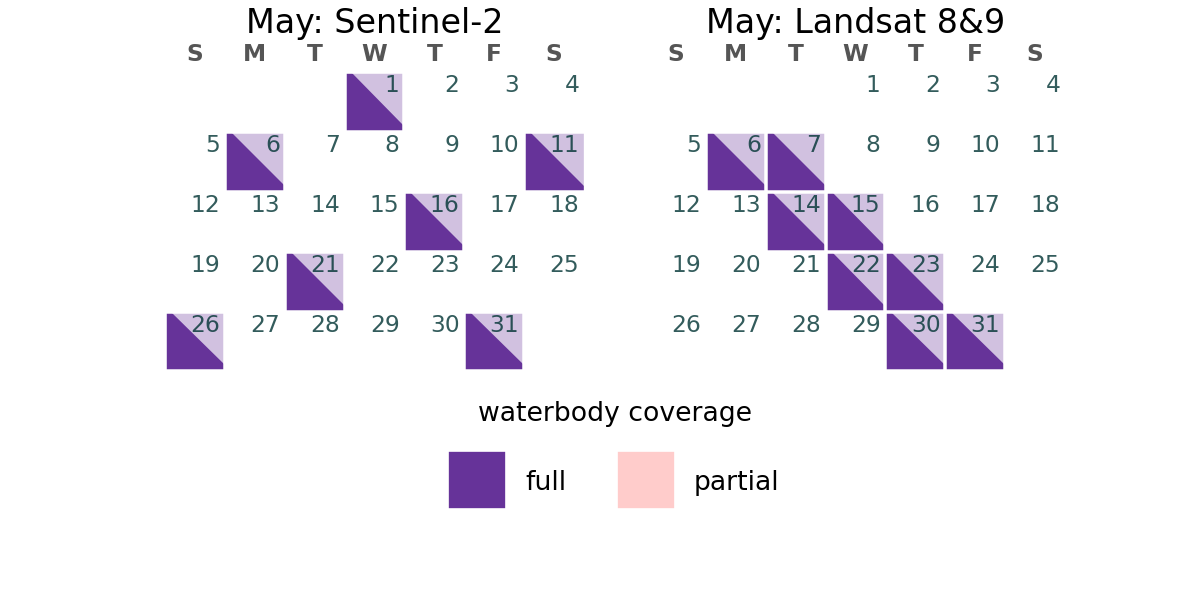 May: Sentinel-2
S M T W T F S
1 2 3 4
5 6 7 8 9 10 11
12 13 14 15 16 17 18
19 20 21 22 23 24 25
26 27 28 29 30 31
May: Landsat 8&9
S M T W T F S
1 2 3 4
5 6 7 8 9 10 11
12 13 14 15 16 17 18
19 20 21 22 23 24 25
26 27 28 29 30 31
waterbody coverage
full partial